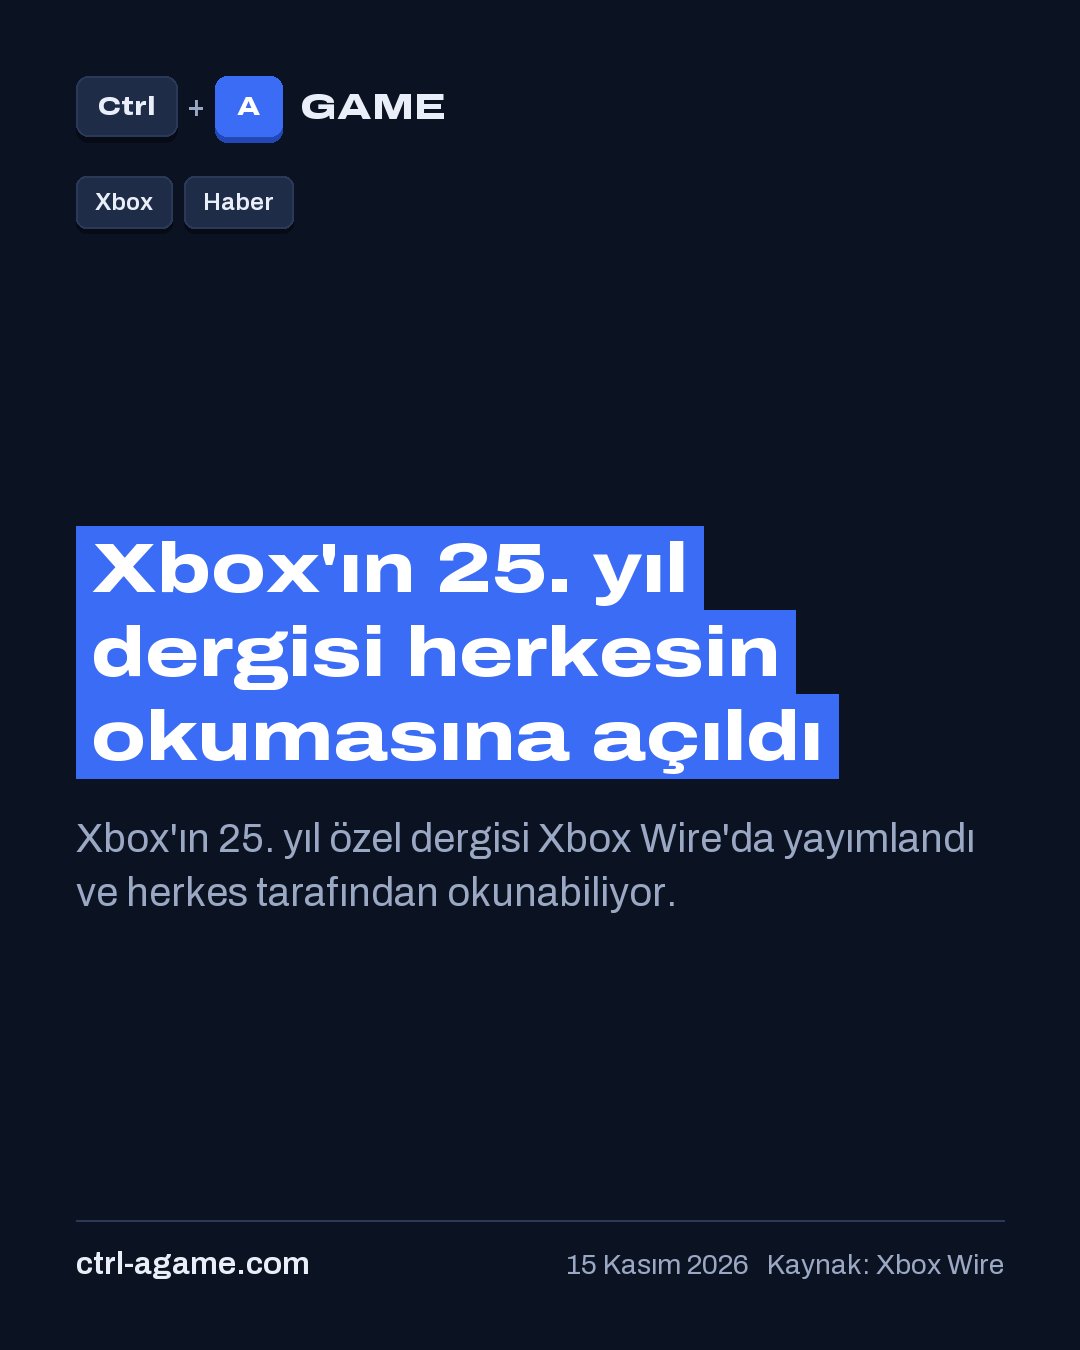 Ctrl + A GAME
Xbox Haber
Xbox'ın 25. yıl
dergisi herkesin
okumasına açıldı
Xbox'ın 25. yıl özel dergisi Xbox Wire'da yayımlandı
ve herkes tarafından okunabiliyor.
ctrl-agame.com 15 Kasım 2026 Kaynak: Xbox Wire